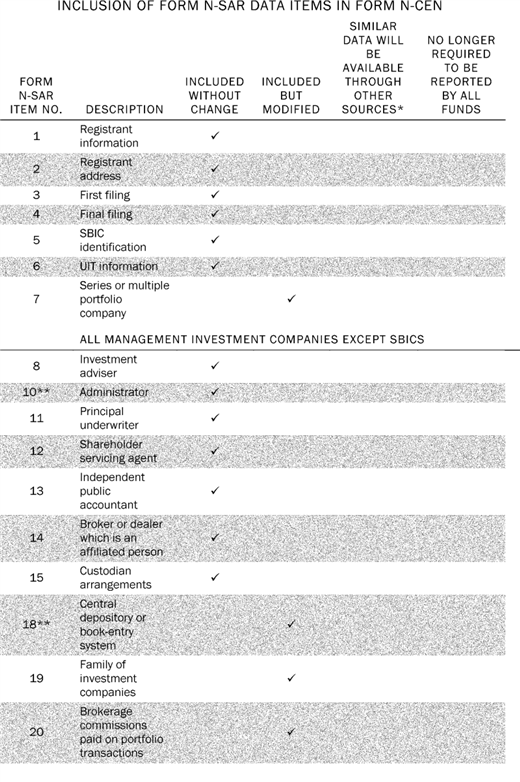 INCLUSION OF FORM N-SAR DATA ITEMS IN FORM N-CEN
FORM N-SAR ITEM NO.
DESCRIPTION
INCLUDED WITHOUT CHANGE
INCLUDED BUT MODIFIED
SIMILAR DATA WILL BE AVAILABLE THROUGH OTHER SOURCES*
NO LONGER REQUIRED TO BE REPORTED BY ALL FUNDS
1 Registrant information ✓
2 Registrant address ✓
3 First filing ✓
4 Final filing ✓
5 SBIC identification ✓
6 UIT information ✓
7 Series or multiple portfolio company ✓
ALL MANAGEMENT INVESTMENT COMPANIES EXCEPT SBICS
8 Investment adviser ✓
10** Administrator ✓
11 Principal underwriter ✓
12 Shareholder servicing agent ✓
13 Independent public accountant ✓
14 Broker or dealer which is an affiliated person ✓
15 Custodian arrangements ✓
18** Central depository or book-entry system ✓
19 Family of investment companies ✓
20 Brokerage commissions paid on portfolio transactions ✓